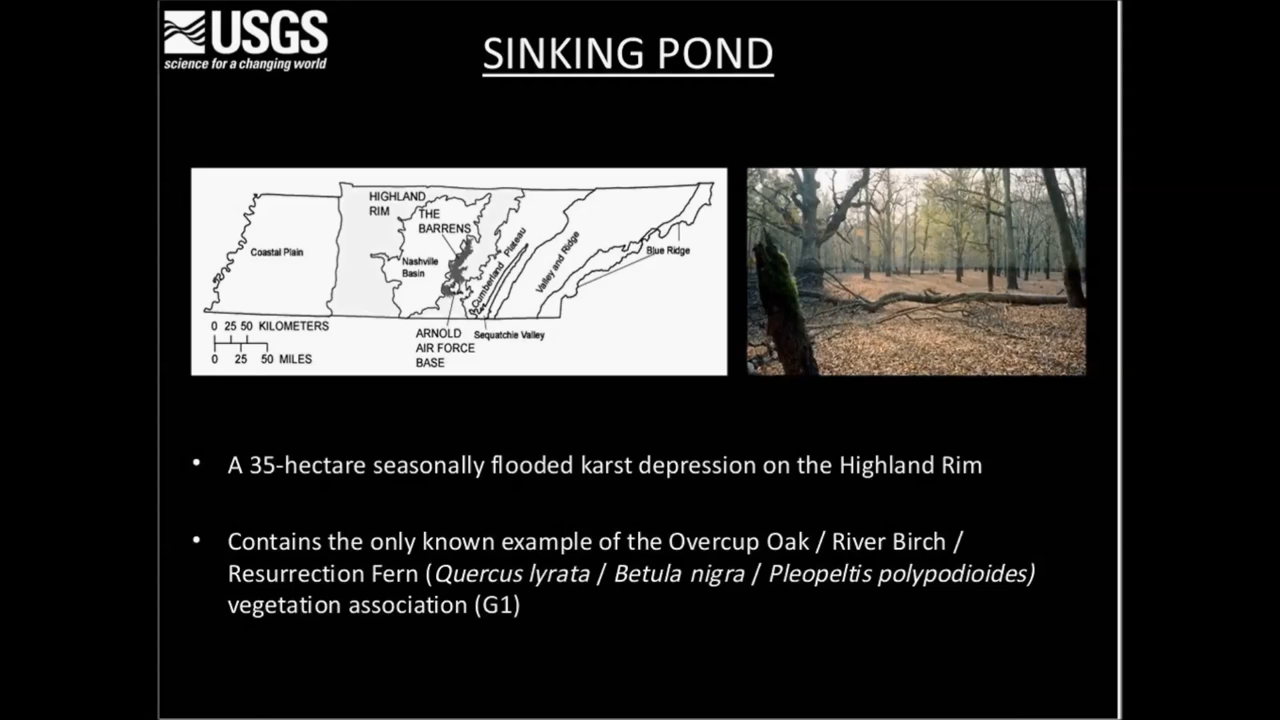 USGS
science for a changing world
SINKING POND
HIGHLAND
RIM
THE
BARRENS
Coastal Plain
Nashville
Basin
Cumberland Plateau
Valley and Ridge
Blue Ridge
0 25 50 KILOMETERS
0 25 50 MILES
ARNOLD
AIR FORCE
BASE
Sequatchie Valley
• A 35-hectare seasonally flooded karst depression on the Highland Rim
• Contains the only known example of the Overcup Oak / River Birch /
Resurrection Fern (Quercus lyrata / Betula nigra / Pleopeltis polypodioides)
vegetation association (G1)